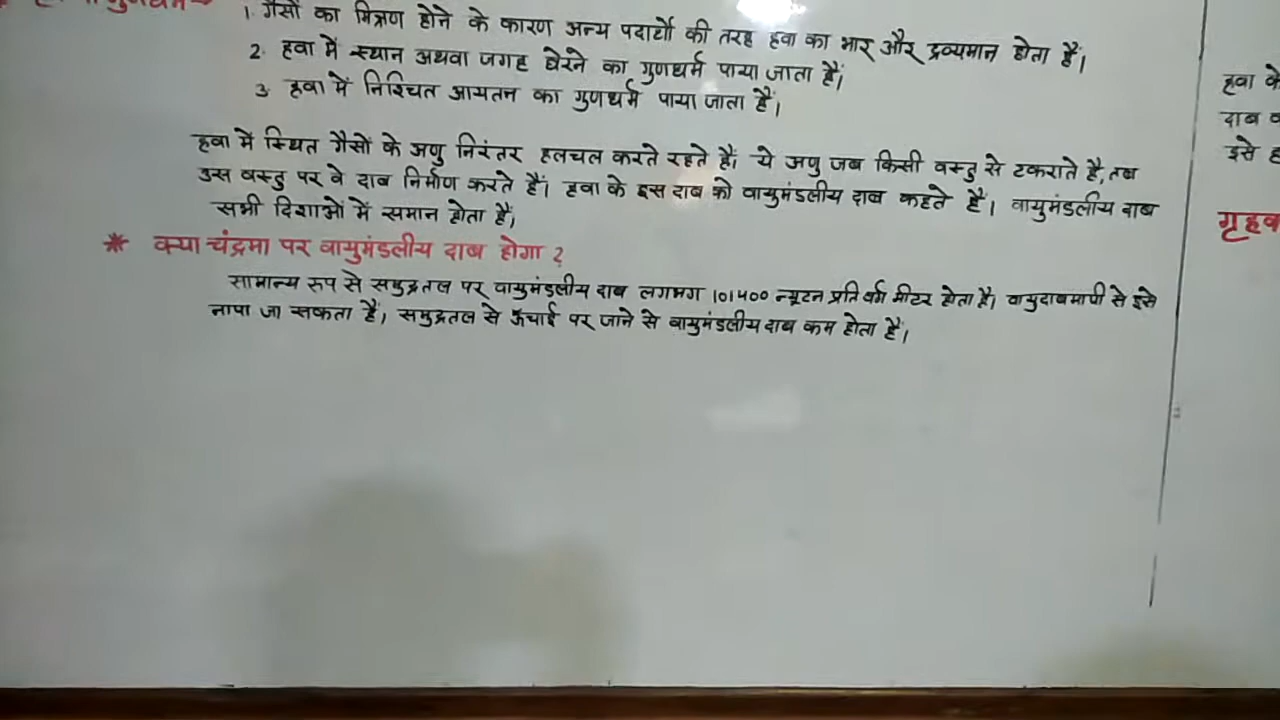 1. गैसों का मिश्रण होने के कारण अन्य पदार्थों की तरह हवा का भार और द्रव्यमान होता है।
2. हवा में स्थान अथवा जगह घेरने का गुणधर्म पाया जाता है।
3. हवा में निश्चित आयतन का गुणधर्म पाया जाता है।
हवा में स्थित गैसों के अणु निरंतर हलचल करते रहते हैं। ये अणु जब किसी वस्तु से टकराते है, तब
उस वस्तु पर वे दाब निर्माण करते हैं। हवा के इस दाब को वायुमंडलीय दाब कहते हैं। वायुमंडलीय दाब
सभी दिशाओं में समान होता है।
* क्या चंद्रमा पर वायुमंडलीय दाब होगा ?
सामान्य रुप से समुद्रतल पर वायुमंडलीय दाब लगभग 101400 न्यूटन प्रति वर्ग मीटर होता है। वायुदाबमापी से इसे
नापा जा सकता है। समुद्रतल से ऊंचाई पर जाने से वायुमंडलीय दाब कम होता है।
हवा के
दाब
इसे